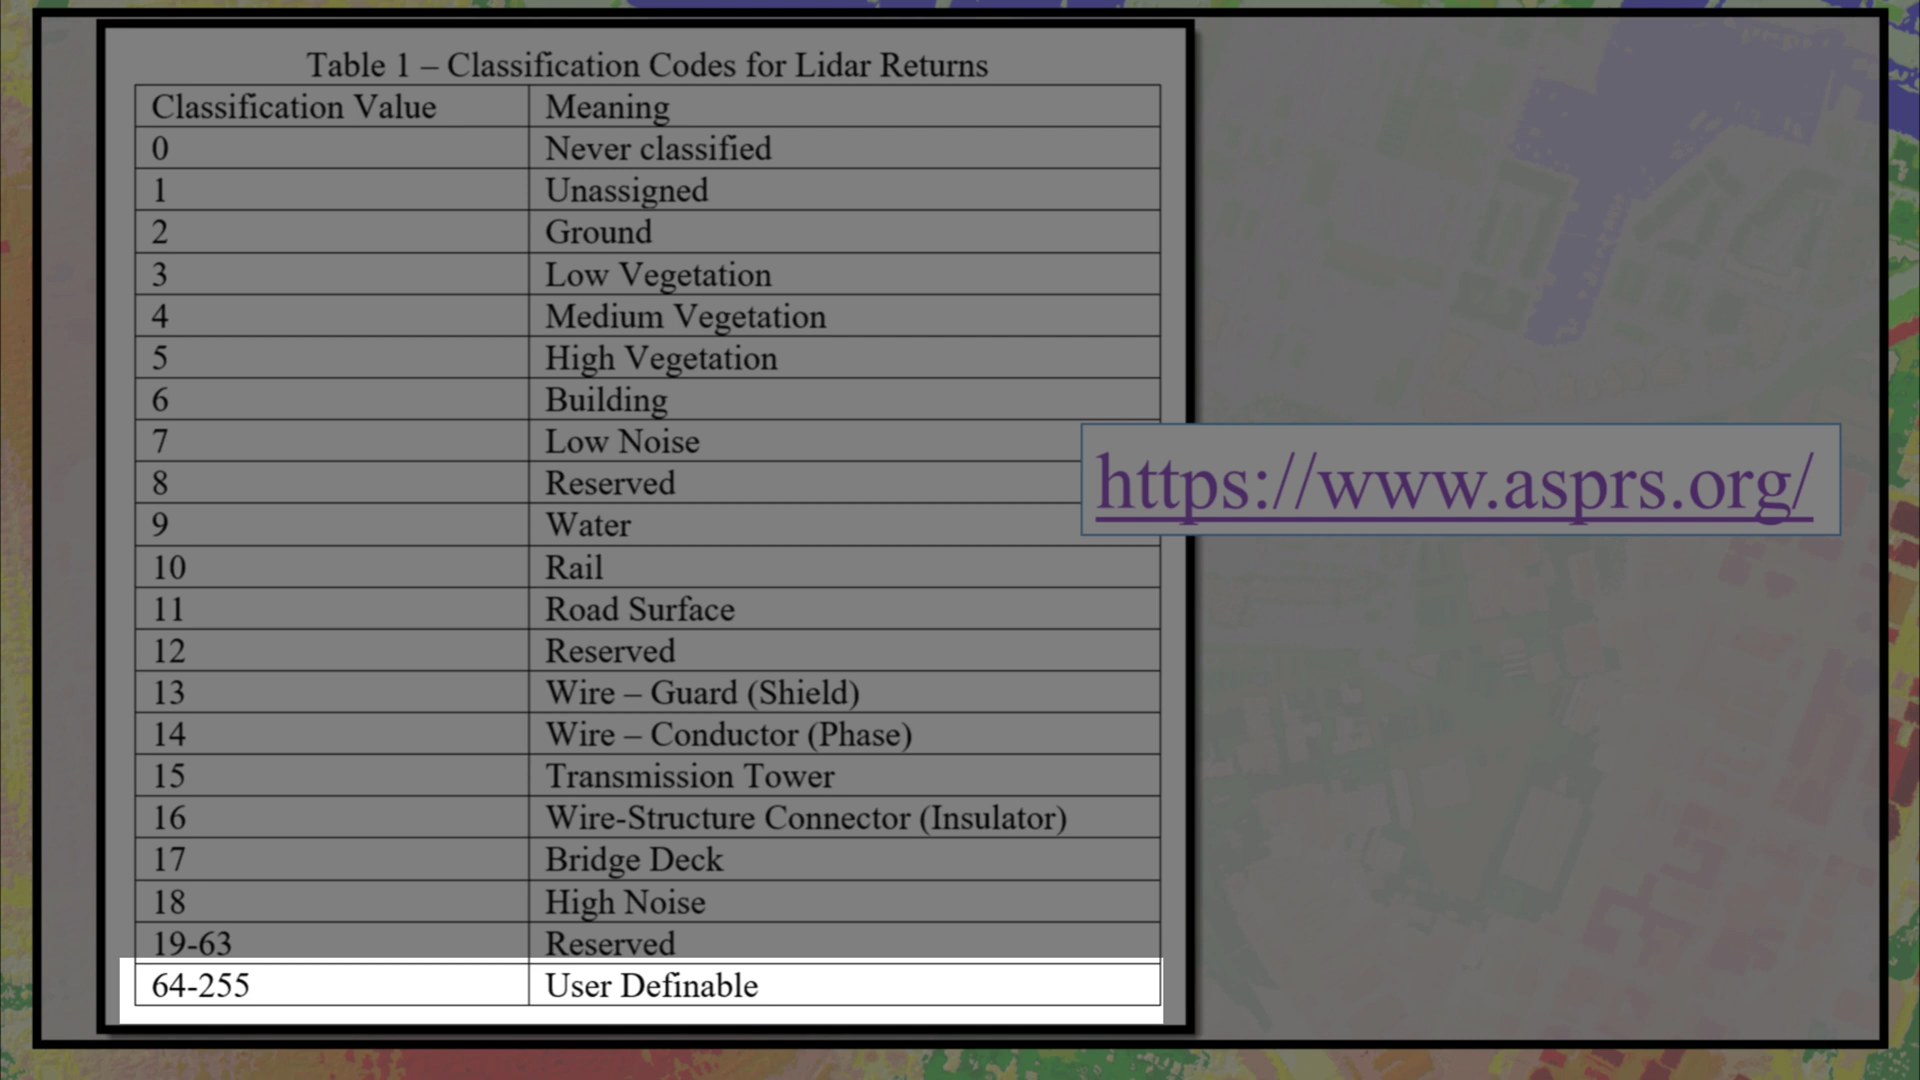 Table 1 – Classification Codes for Lidar Returns
Classification Value Meaning
0 Never classified
1 Unassigned
2 Ground
3 Low Vegetation
4 Medium Vegetation
5 High Vegetation
6 Building
7 Low Noise
8 Reserved
9 Water
10 Rail
11 Road Surface
12 Reserved
13 Wire – Guard (Shield)
14 Wire – Conductor (Phase)
15 Transmission Tower
16 Wire-Structure Connector (Insulator)
17 Bridge Deck
18 High Noise
19-63 Reserved
64-255 User Definable
https://www.asprs.org/